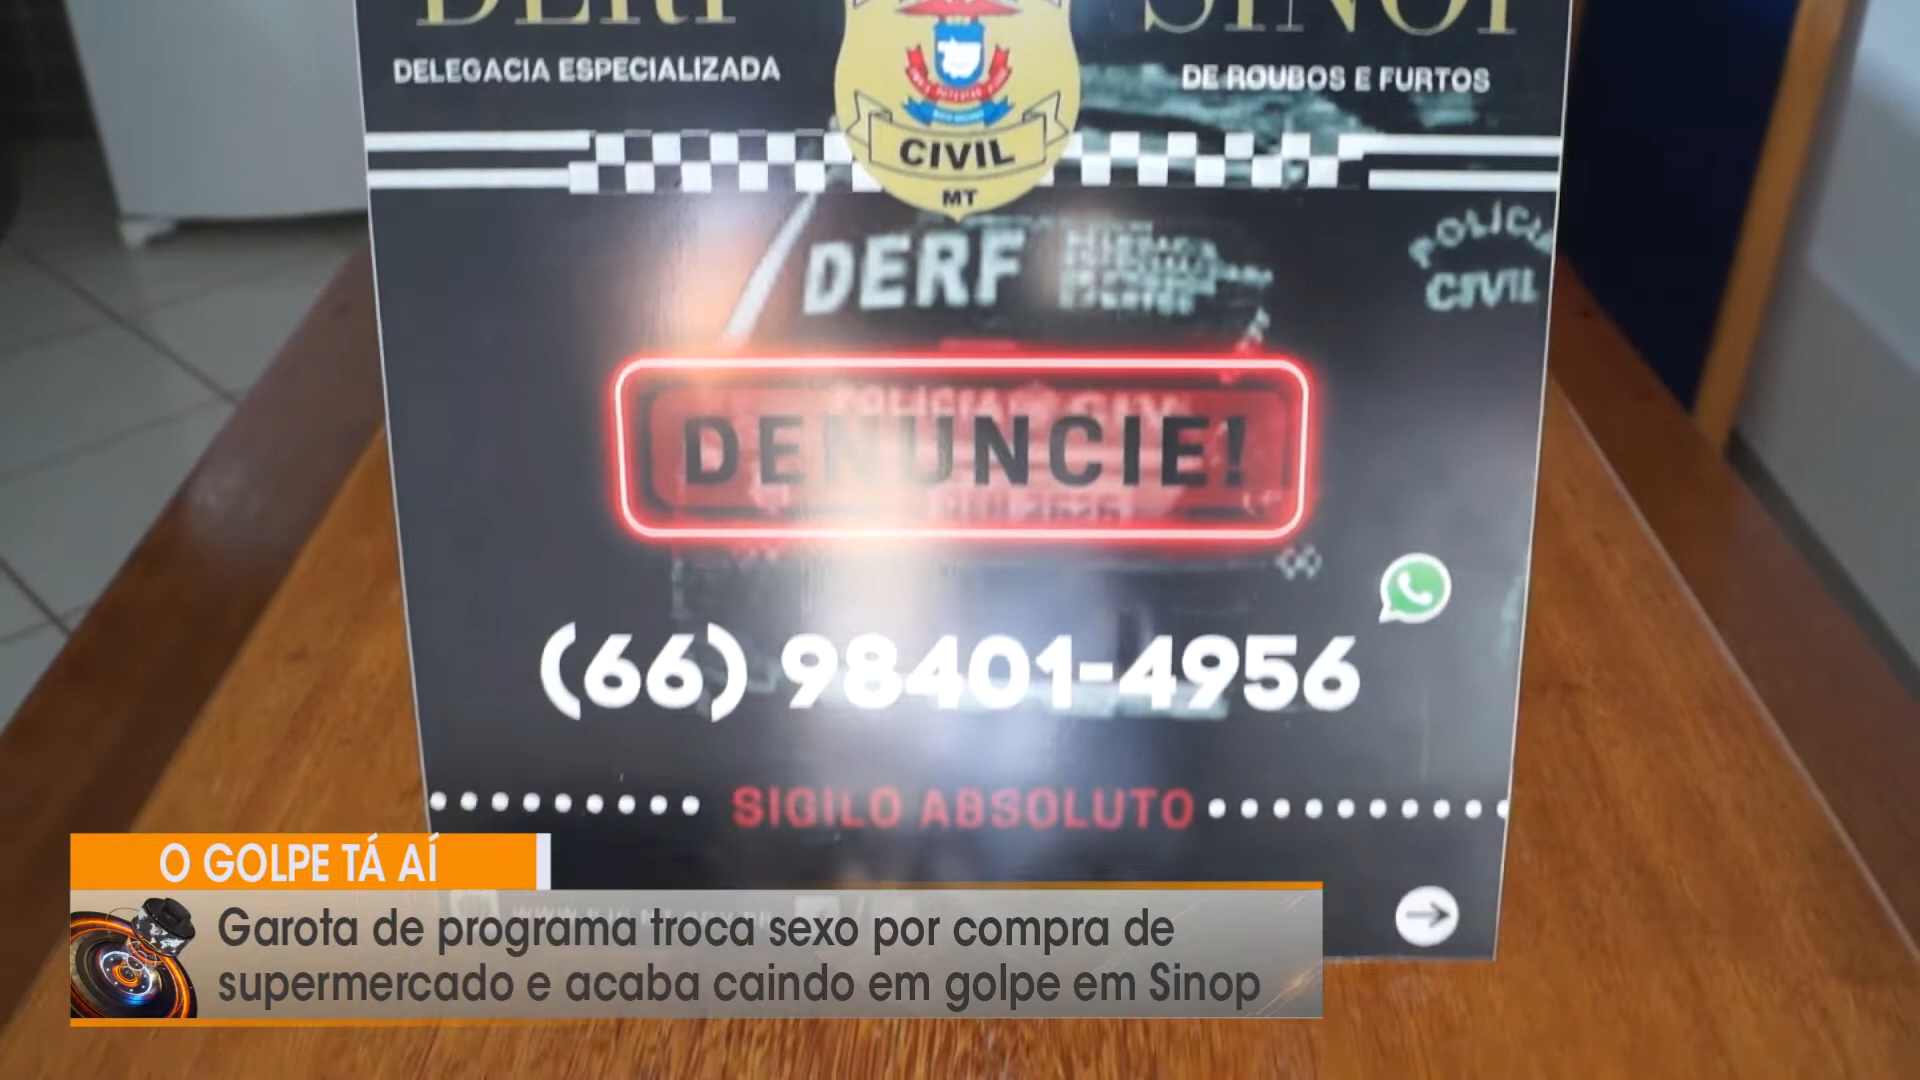 DERF SINOP
DELEGACIA ESPECIALIZADA
DE ROUBOS E FURTOS
CIVIL
MT
DERF
POLÍCIA
CIVIL
DENUNCIE!
(66) 98401-4956
SIGILO ABSOLUTO
O GOLPE TÁ AÍ
Garota de programa troca sexo por compra de
supermercado e acaba caindo em golpe em Sinop